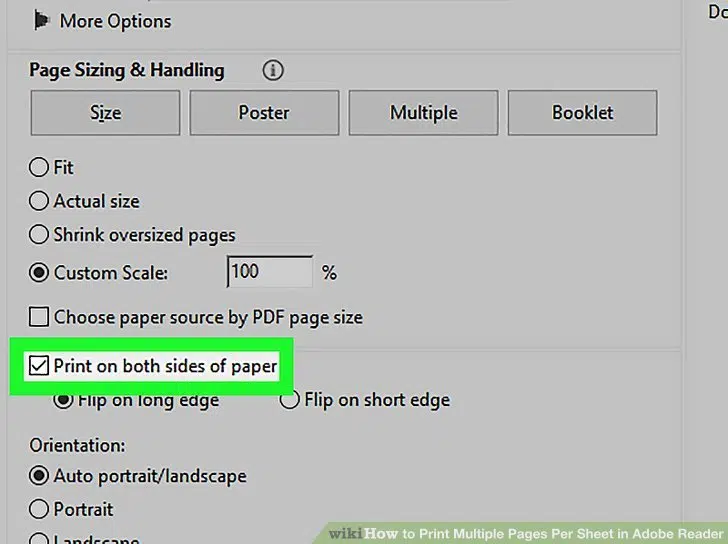 More Options
Do
Page Sizing & Handling
Size Poster Multiple Booklet
Fit
Actual size
Shrink oversized pages
Custom Scale: 100 %
Choose paper source by PDF page size
Print on both sides of paper
Flip on long edge Flip on short edge
Orientation:
Auto portrait/landscape
Portrait
Landscape
wikiHow to Print Multiple Pages Per Sheet in Adobe Reader